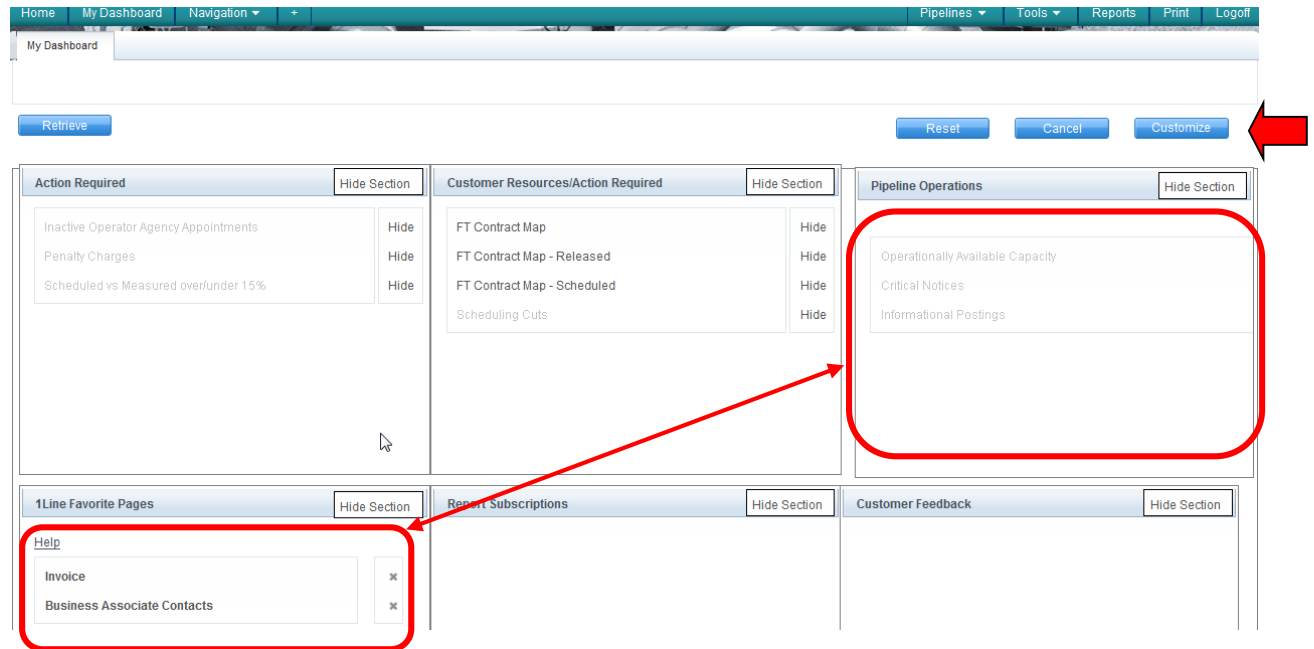 Home My Dashboard Navigation + Pipelines Tools Reports Print Logoff
My Dashboard
Retrieve Reset Cancel Customize
Action Required Hide Section Customer Resources/Action Required Hide Section Pipeline Operations Hide Section
Inactive Operator Agency Appointments Hide FT Contract Map Hide
Penalty Charges Hide FT Contract Map - Released Hide Operationally Available Capacity
Scheduled vs Measured over/under 15% Hide FT Contract Map - Scheduled Hide Critical Notices
Scheduling Cuts Hide Informational Postings
1Line Favorite Pages Hide Section Report Subscriptions Hide Section Customer Feedback Hide Section
Help
Invoice
Business Associate Contacts